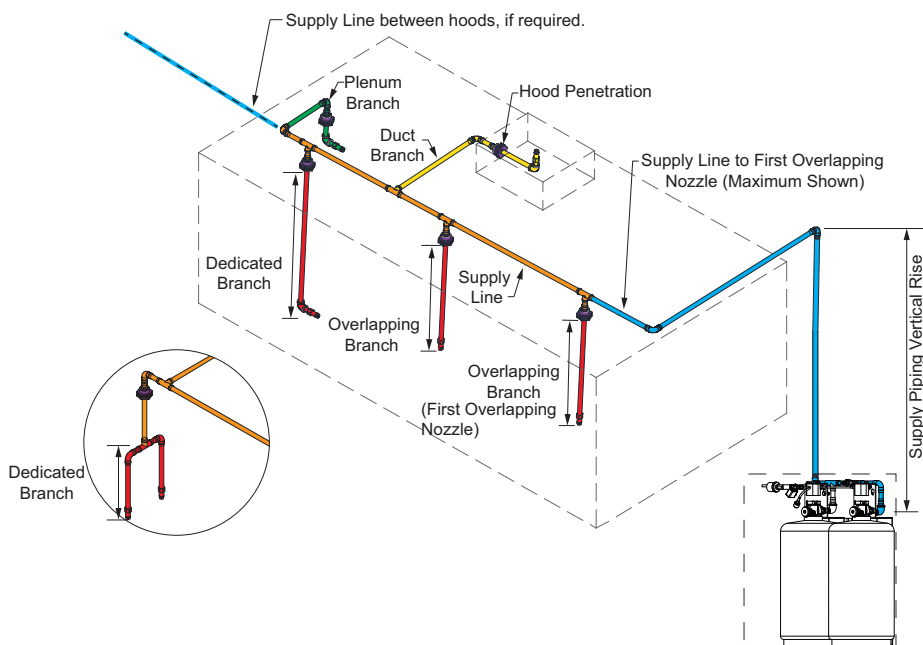 Supply Line between hoods, if required.
Plenum
Branch
Hood Penetration
Duct
Branch
Supply Line to First Overlapping
Nozzle (Maximum Shown)
Dedicated
Branch
Supply
Line
Overlapping
Branch
Overlapping
Branch
(First Overlapping
Nozzle)
Supply Piping Vertical Rise
Dedicated
Branch